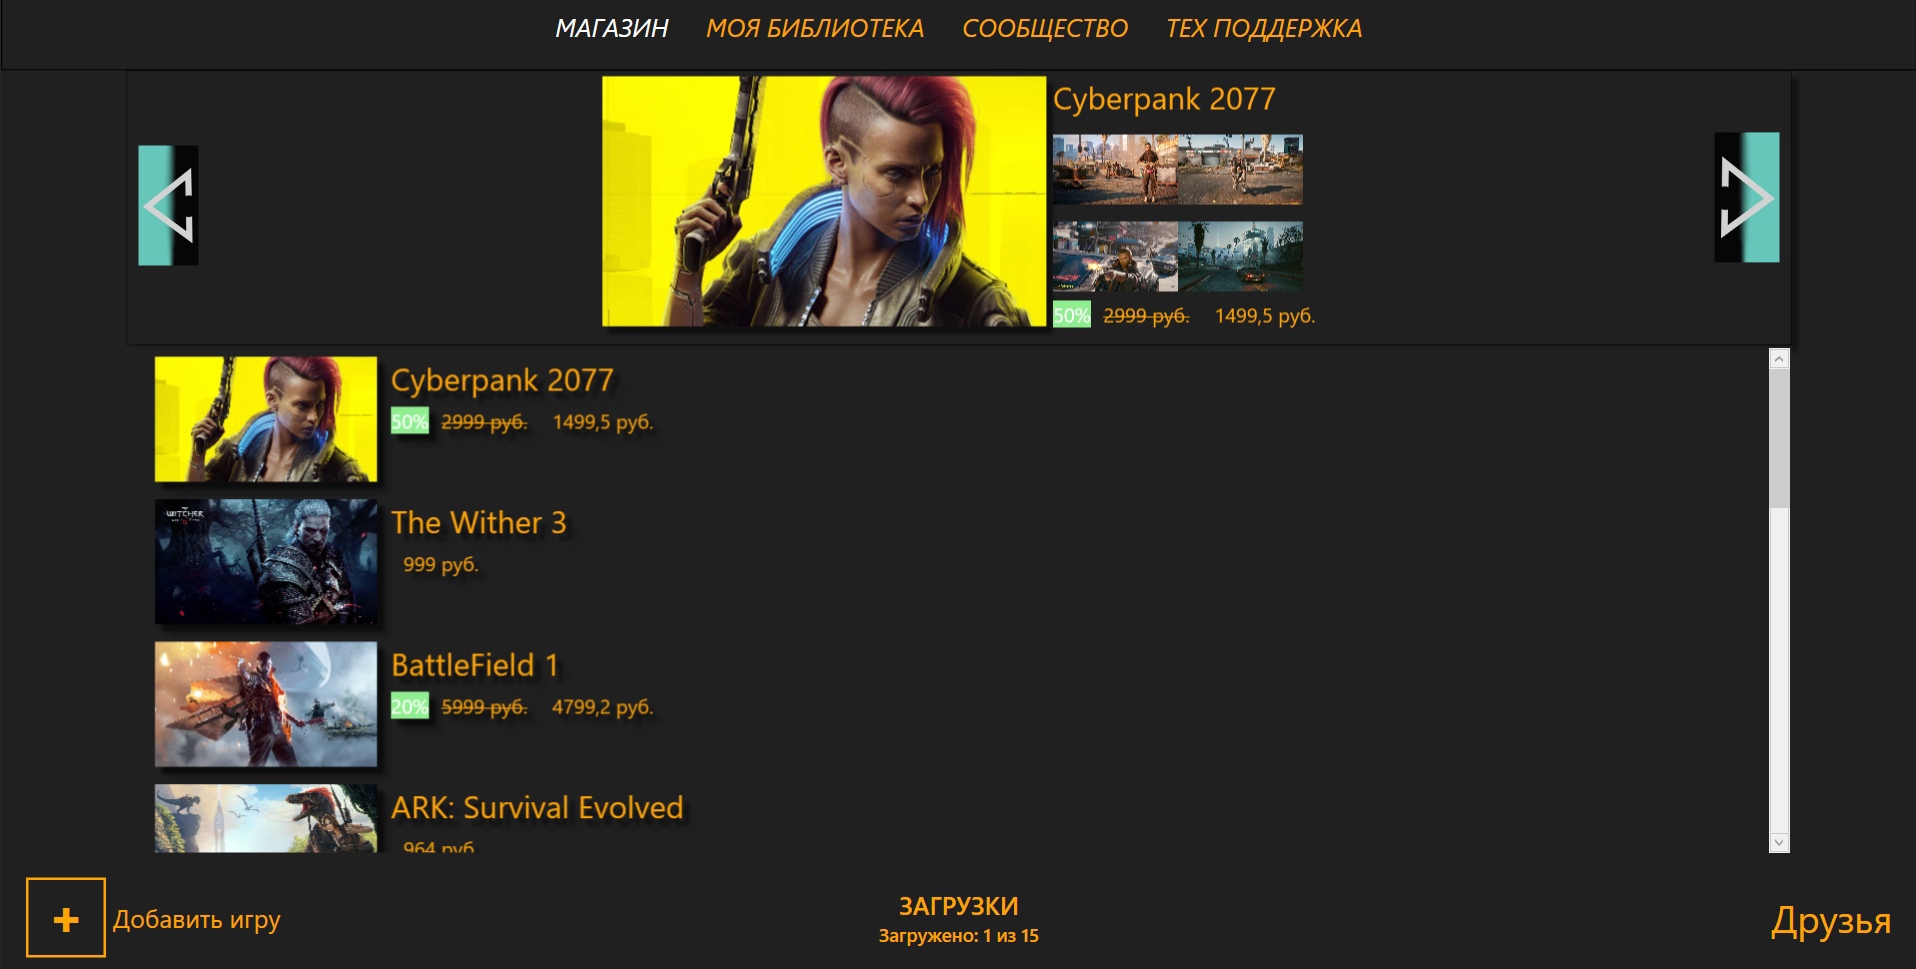 МАГАЗИН МОЯ БИБЛИОТЕКА СООБЩЕСТВО ТЕХ ПОДДЕРЖКА
Cyberpank 2077
50% 2999 руб. 1499,5 руб.
Cyberpank 2077
50% 2999 руб. 1499,5 руб.
WITCHER
The Wither 3
999 руб.
BattleField 1
20% 5999 руб. 4799,2 руб.
ARK: Survival Evolved
964 руб.
+ Добавить игру
ЗАГРУЗКИ
Загружено: 1 из 15
Друзья